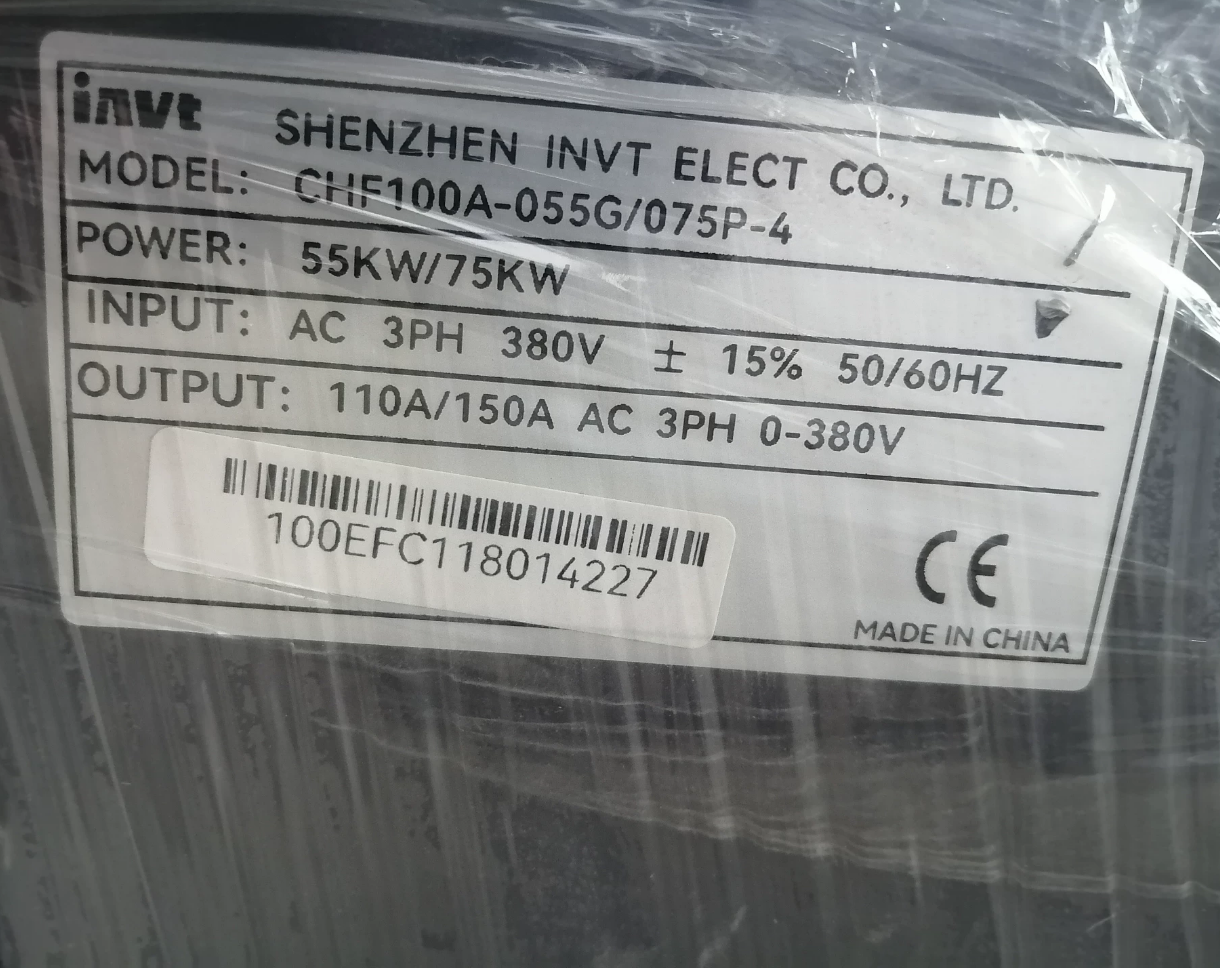 invt SHENZHEN INVT ELECT CO., LTD.
MODEL: CHF100A-055G/075P-4
POWER: 55KW/75KW
INPUT: AC 3PH 380V ± 15% 50/60HZ
OUTPUT: 110A/150A AC 3PH 0-380V
100EFC118014227
CE
MADE IN CHINA